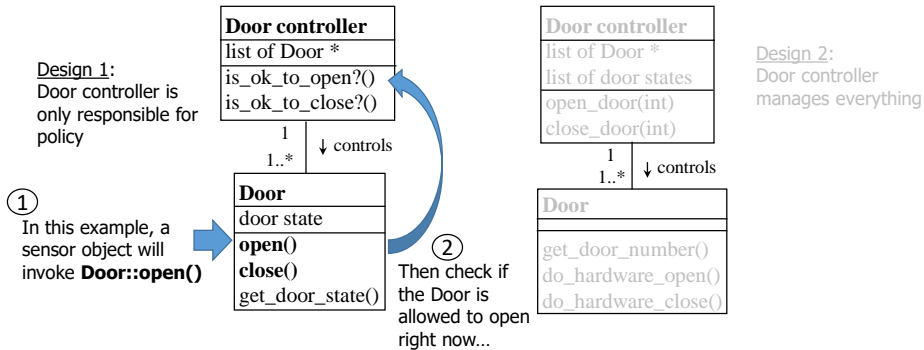 Design 1:
Door controller is
only responsible for
policy
Door controller
list of Door *
is_ok_to_open?()
is_ok_to_close?()
1
1..*
↓ controls
Door
door state
open()
close()
get_door_state()
1
In this example, a
sensor object will
invoke Door::open()
2
Then check if
the Door is
allowed to open
right now…
Door controller
list of Door *
list of door states
open_door(int)
close_door(int)
1
1..*
↓ controls
Door
get_door_number()
do_hardware_open()
do_hardware_close()
Design 2:
Door controller
manages everything